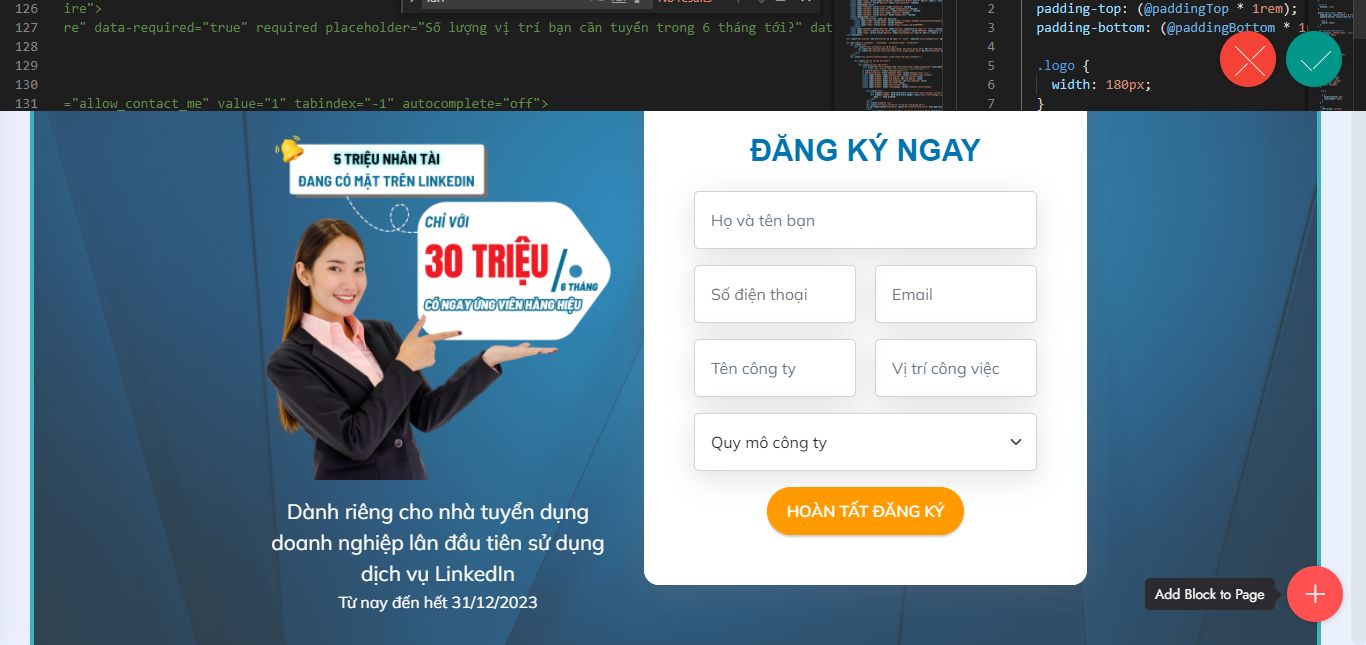 126 ire">
127 re" data-required="true" required placeholder="Số lượng vị trí bạn cần tuyển trong 6 tháng tới?" dat
128
129
130
131 ="allow_contact_me" value="1" tabindex="-1" autocomplete="off">
2 padding-top: (@paddingTop * 1rem);
3 padding-bottom: (@paddingBottom * 1
4
5 .logo {
6 width: 180px;
7 }
5 TRIỆU NHÂN TÀI
ĐANG CÓ MẶT TRÊN LINKEDIN
CHỈ VỚI
30 TRIỆU/
6 THÁNG
CÓ NGAY ỨNG VIÊN HÀNG HIỆU
Dành riêng cho nhà tuyển dụng
doanh nghiệp lần đầu tiên sử dụng
dịch vụ LinkedIn
Từ nay đến hết 31/12/2023
ĐĂNG KÝ NGAY
Họ và tên bạn
Số điện thoại
Email
Tên công ty
Vị trí công việc
Quy mô công ty
HOÀN TẤT ĐĂNG KÝ
Add Block to Page